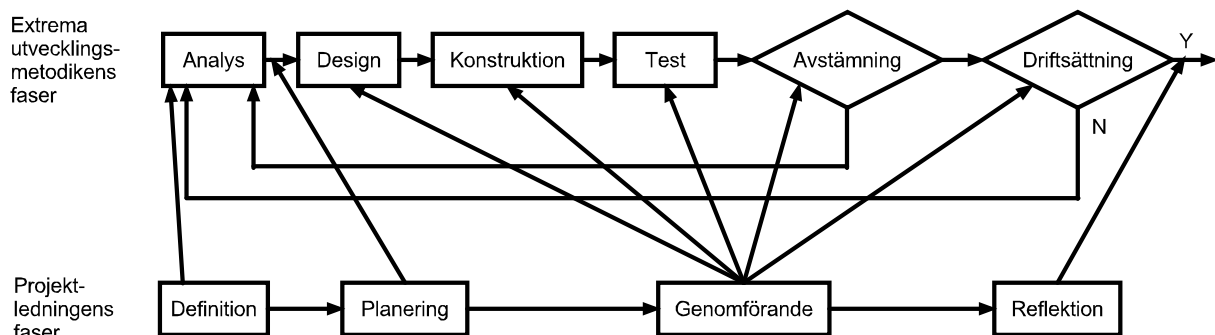 Extrema
utvecklings-
metodikens
faser
Analys
Design
Konstruktion
Test
Avstämning
Driftsättning
Y
N
Projekt-
ledningens
faser
Definition
Planering
Genomförande
Reflektion